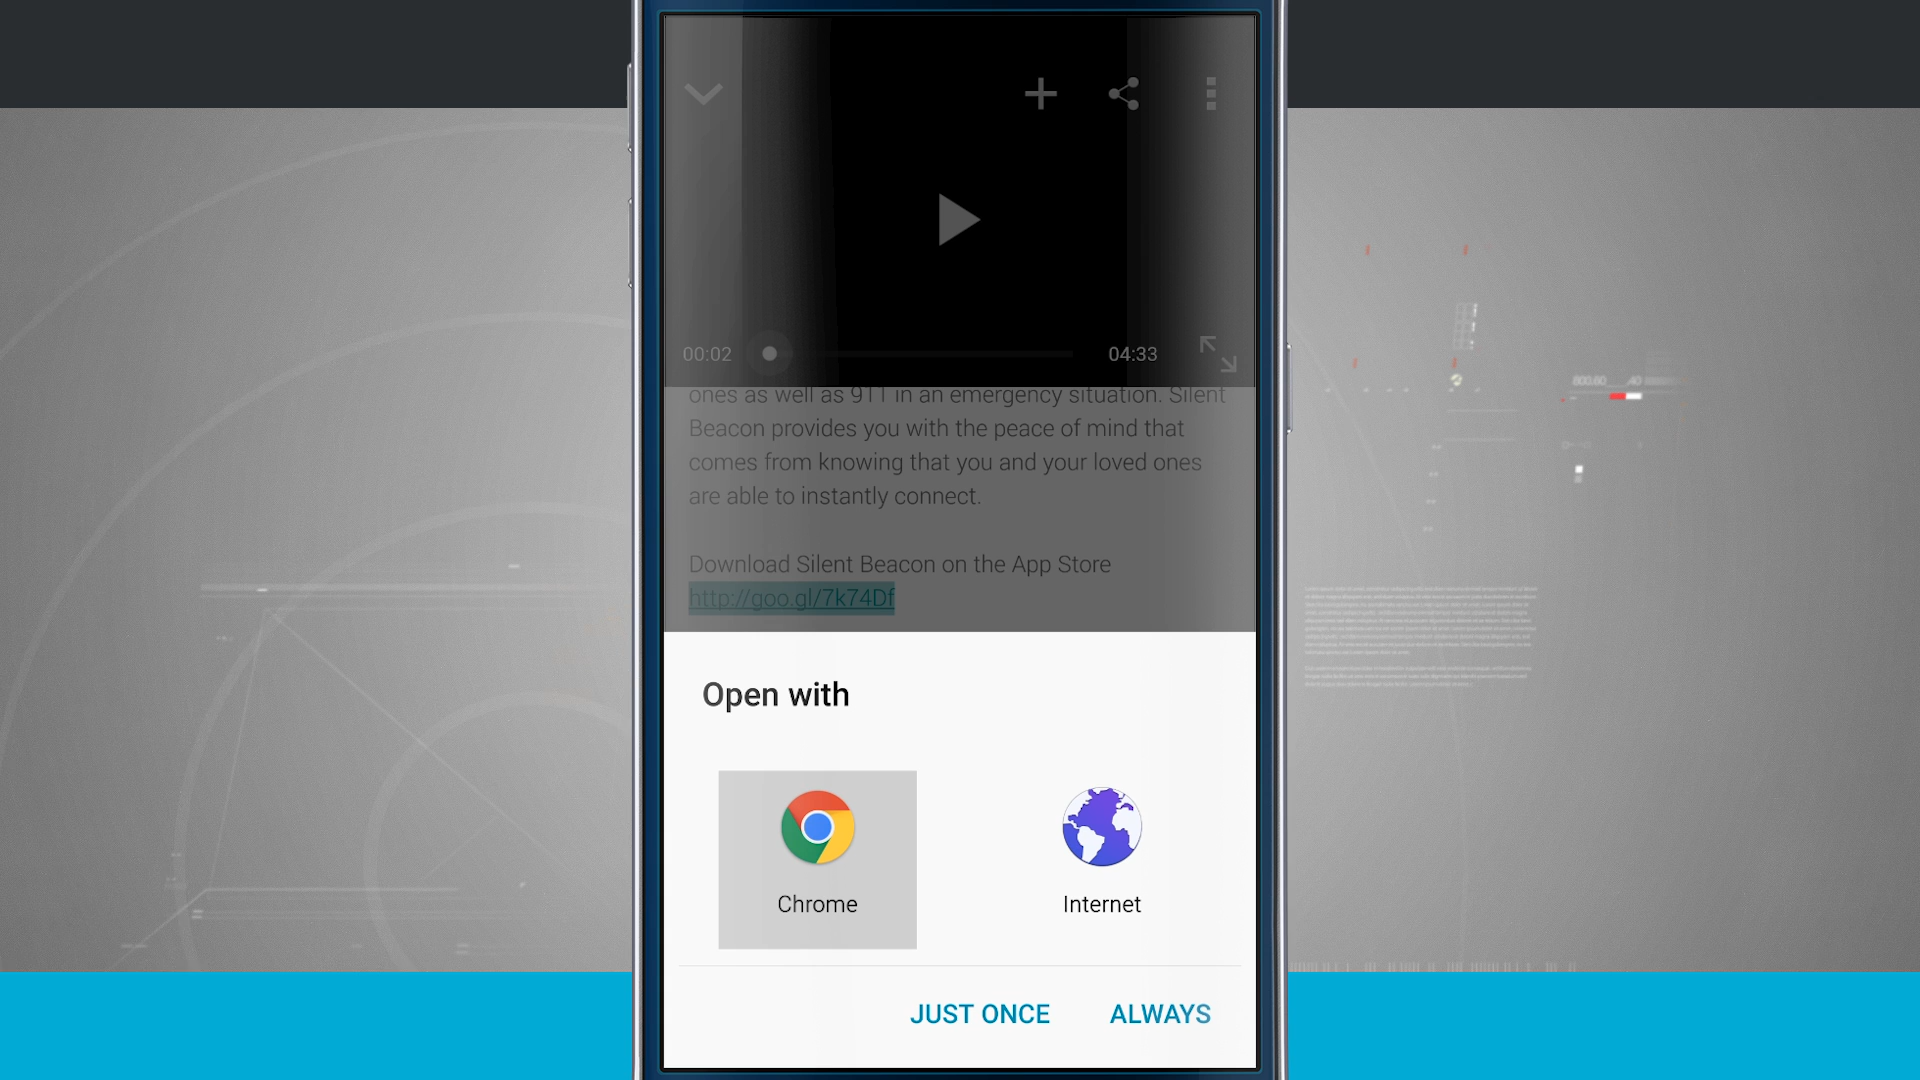 00:02
04:33
ones as well as 911 in an emergency situation. Silent
Beacon provides you with the peace of mind that
comes from knowing that you and your loved ones
are able to instantly connect.
Download Silent Beacon on the App Store
http://goo.gl/7k74Df
Open with
Chrome
Internet
JUST ONCE
ALWAYS